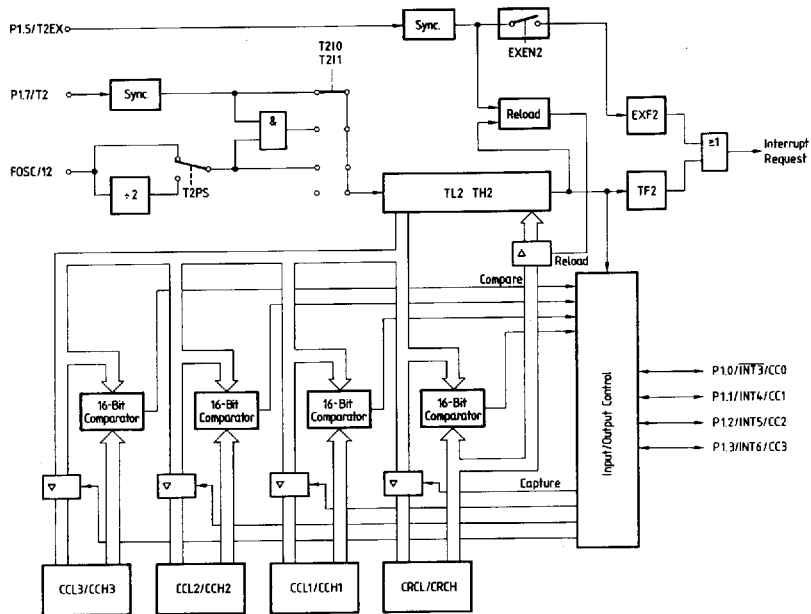 P1.5/T2EX
Sync.
EXEN2
T2I0
T2I1
P1.7/T2
Sync.
&
Reload
EXF2
≥1
Interrupt
Request
FOSC/12
÷2
T2PS
TL2 TH2
TF2
Reload
Compare
16-Bit
Comparator
16-Bit
Comparator
16-Bit
Comparator
16-Bit
Comparator
Input/Output Control
P1.0/INT3/CC0
P1.1/INT4/CC1
P1.2/INT5/CC2
P1.3/INT6/CC3
Capture
CCL3/CCH3
CCL2/CCH2
CCL1/CCH1
CRCL/CRCH